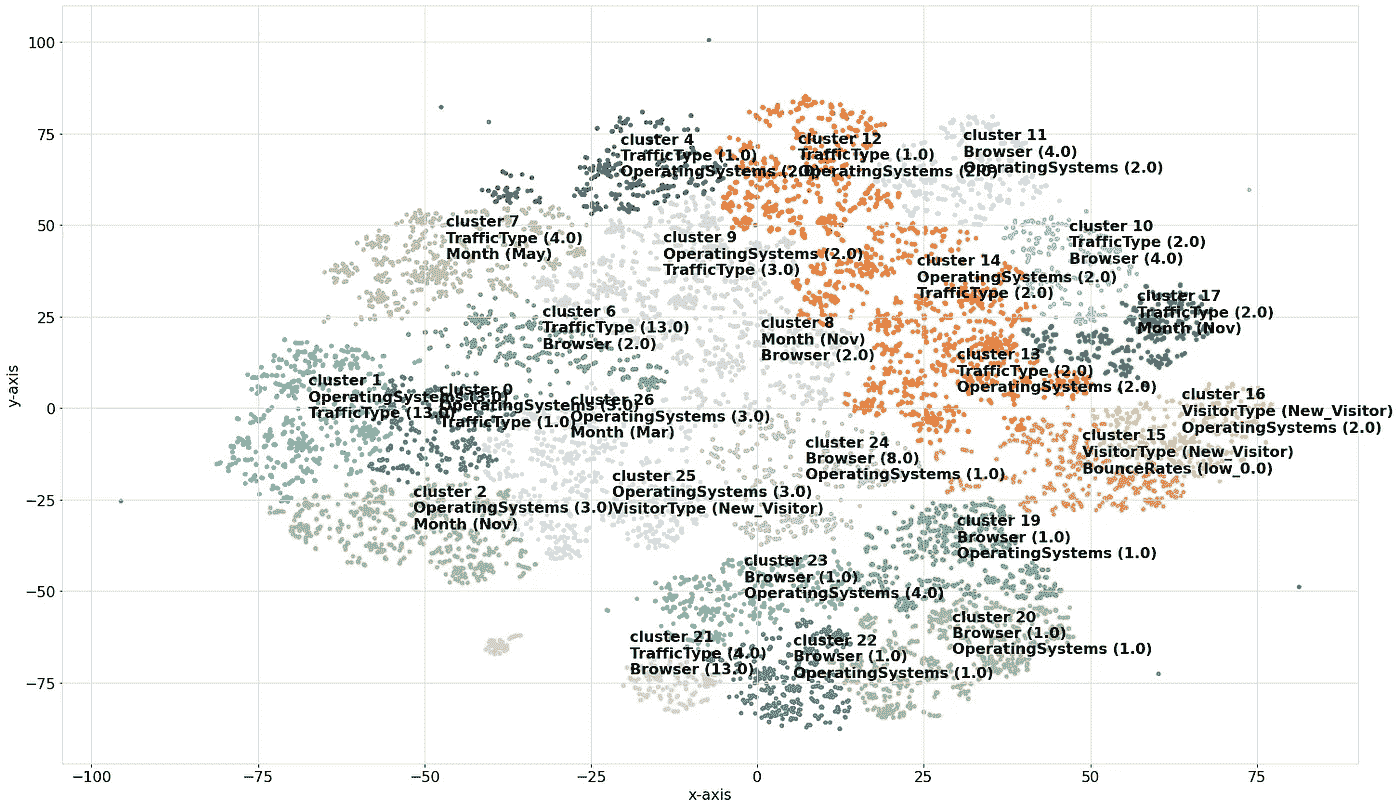 100
75
50
25
0
−25
−50
−75
y-axis
−100
−75
−50
−25
0
25
50
75
x-axis
cluster 4
TrafficType (1.0)
OperatingSystems (2.0)
cluster 12
TrafficType (1.0)
OperatingSystems (2.0)
cluster 11
Browser (4.0)
OperatingSystems (2.0)
cluster 7
TrafficType (4.0)
Month (May)
cluster 9
OperatingSystems (2.0)
TrafficType (3.0)
cluster 10
TrafficType (2.0)
Browser (4.0)
cluster 14
OperatingSystems (2.0)
TrafficType (2.0)
cluster 17
TrafficType (2.0)
Month (Nov)
cluster 6
TrafficType (13.0)
Browser (2.0)
cluster 8
Month (Nov)
Browser (2.0)
cluster 13
TrafficType (2.0)
OperatingSystems (2.0)
cluster 1
OperatingSystems (3.0)
TrafficType (13.0)
cluster 0
OperatingSystems (3.0)
TrafficType (1.0)
cluster 26
OperatingSystems (3.0)
Month (Mar)
cluster 16
VisitorType (New_Visitor)
OperatingSystems (2.0)
cluster 15
VisitorType (New_Visitor)
BounceRates (low_0.0)
cluster 24
Browser (8.0)
OperatingSystems (1.0)
cluster 25
OperatingSystems (3.0)
VisitorType (New_Visitor)
cluster 2
OperatingSystems (3.0)
Month (Nov)
cluster 19
Browser (1.0)
OperatingSystems (1.0)
cluster 23
Browser (1.0)
OperatingSystems (4.0)
cluster 20
Browser (1.0)
OperatingSystems (1.0)
cluster 21
TrafficType (4.0)
Browser (13.0)
cluster 22
Browser (1.0)
OperatingSystems (1.0)